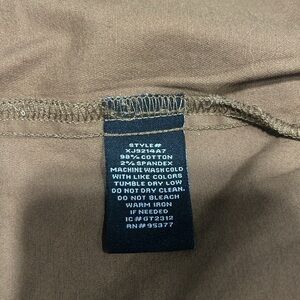 STYLE#
XJ9214A7
98% COTTON
2% SPANDEX
MACHINE WASH COLD
WITH LIKE COLORS
TUMBLE DRY LOW
DO NOT DRY CLEAN.
DO NOT BLEACH
WARM IRON
IF NEEDED
IC#GT2312
RN#95377